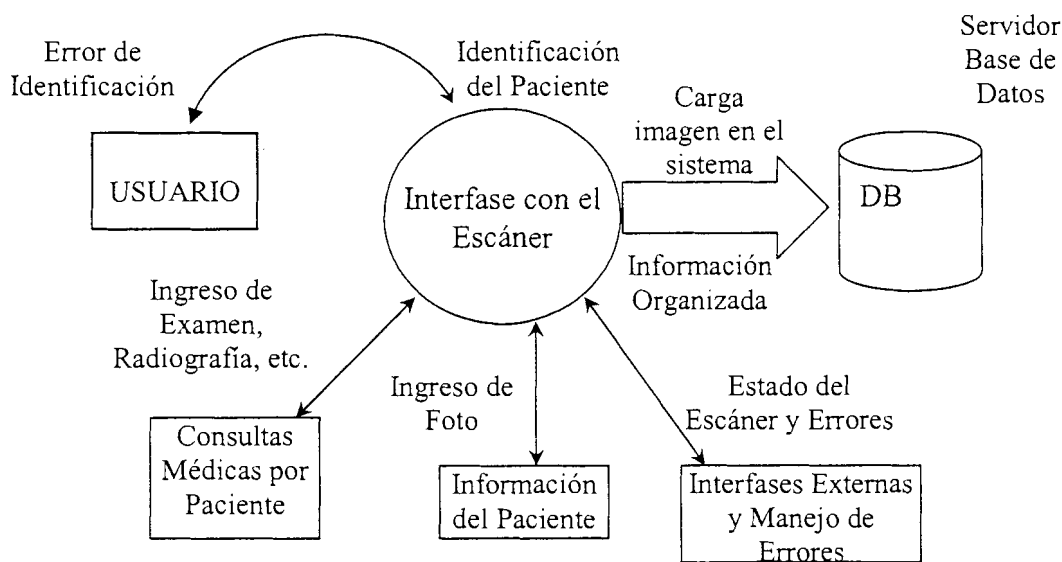 Error de
Identificación
Identificación
del Paciente
Servidor
Base de
Datos
Carga
imagen en el
sistema
USUARIO
Interfase con el
Escáner
DB
Información
Organizada
Ingreso de
Examen,
Radiografía, etc.
Ingreso de
Foto
Estado del
Escáner y Errores
Consultas
Médicas por
Paciente
Información
del Paciente
Interfases Externas
y Manejo de
Errores